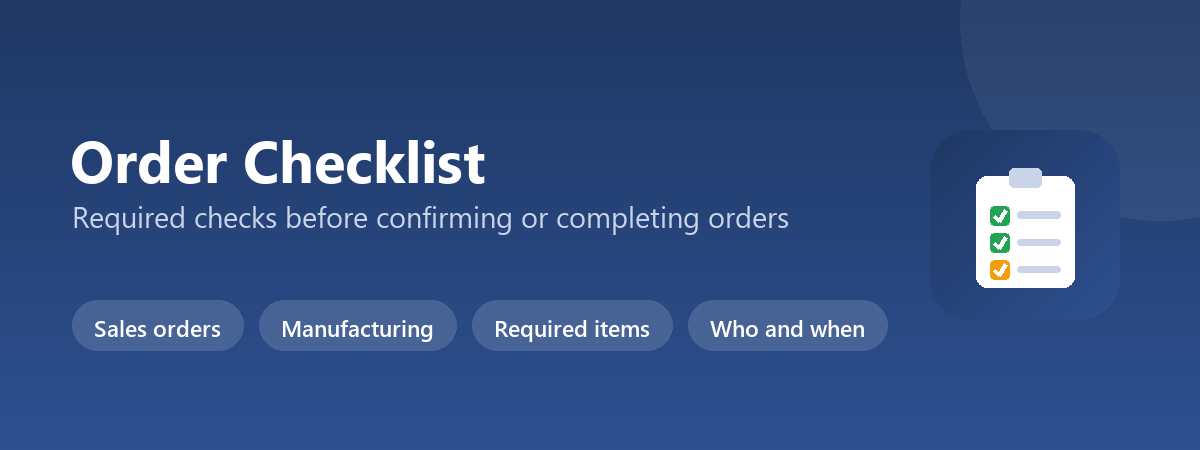 Order Checklist
Required checks before confirming or completing orders
Sales orders
Manufacturing
Required items
Who and when